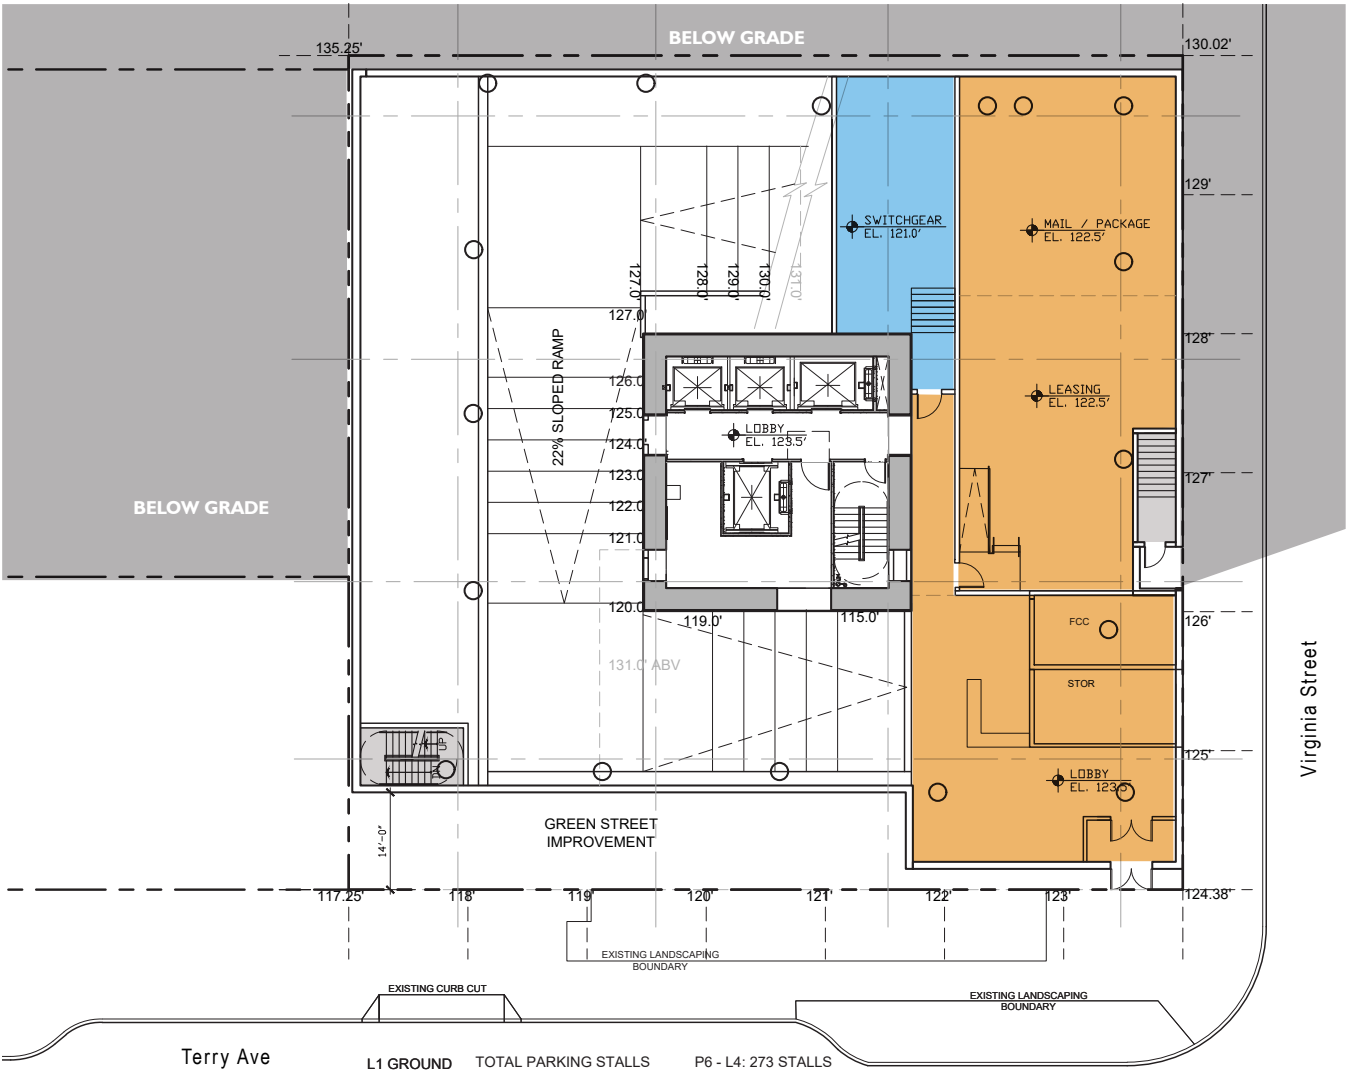 BELOW GRADE
135.25'
130.02'
129'
SWITCHGEAR
EL. 121.0'
MAIL / PACKAGE
EL. 122.5'
127.0'
128.0'
129.0'
130.0'
131.0'
127.0'
128'
22% SLOPED RAMP
126.0'
125.0'
124.0'
123.0'
122.0'
121.0'
120.0'
LEASING
EL. 122.5'
LOBBY
EL. 123.5'
127'
BELOW GRADE
119.0'
115.0'
126'
FCC
131.0' ABV
STOR
Virginia Street
UP
DN
125'
LOBBY
EL. 123.5'
GREEN STREET
IMPROVEMENT
14'-0"
117.25'
118'
119'
120'
121'
122'
123'
124.38'
EXISTING LANDSCAPING
BOUNDARY
EXISTING CURB CUT
EXISTING LANDSCAPING
BOUNDARY
Terry Ave
L1 GROUND TOTAL PARKING STALLS P6 - L4: 273 STALLS